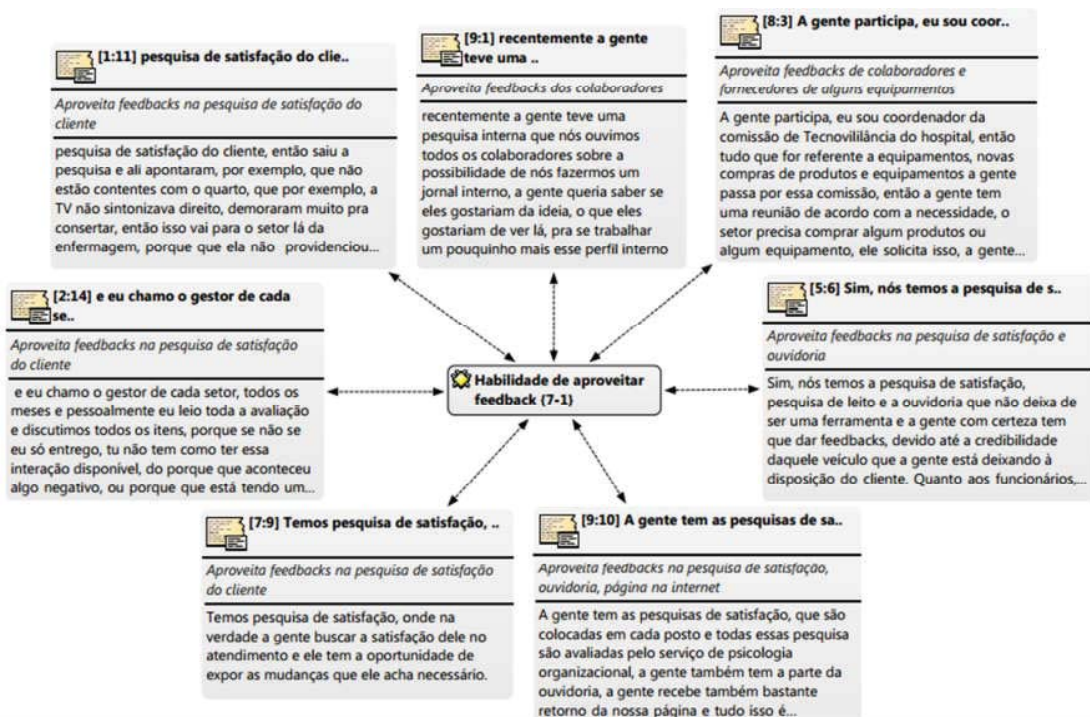 [1:11] pesquisa de satisfação do clie..
Aproveita feedbacks na pesquisa de satisfação do
cliente
pesquisa de satisfação do cliente, então saiu a
pesquisa e ali apontaram, por exemplo, que não
estão contentes com o quarto, que por exemplo, a
TV não sintonizava direito, demoraram muito pra
consertar, então isso vai para o setor lá da
enfermagem, porque que ela não providenciou...
[9:1] recentemente a gente
teve uma ..
Aproveita feedbacks dos colaboradores
recentemente a gente teve uma
pesquisa interna que nós ouvimos
todos os colaboradores sobre a
possibilidade de nós fazermos um
jornal interno, a gente queria saber se
eles gostariam da ideia, o que eles
gostariam de ver lá, pra se trabalhar
um pouquinho mais esse perfil interno
[8:3] A gente participa, eu sou coor..
Aproveita feedbacks de colaboradores e
fornecedores de alguns equipamentos
A gente participa, eu sou coordenador da
comissão de Tecnovililância do hospital, então
tudo que for referente a equipamentos, novas
compras de produtos e equipamentos a gente
passa por essa comissão, então a gente tem
uma reunião de acordo com a necessidade, o
setor precisa comprar algum produtos ou
algum equipamento, ele solicita isso, a gente...
[2:14] e eu chamo o gestor de cada
se..
Aproveita feedbacks na pesquisa de satisfação
do cliente
e eu chamo o gestor de cada setor, todos os
meses e pessoalmente eu leio toda a avaliação
e discutimos todos os itens, porque se não se
eu só entrego, tu não tem como ter essa
interação disponível, do porque que aconteceu
algo negativo, ou porque que está tendo um...
Habilidade de aproveitar
feedback {7-1}
[5:6] Sim, nós temos a pesquisa de s..
Aproveita feedbacks na pesquisa de satisfação e
ouvidoria
Sim, nós temos a pesquisa de satisfação,
pesquisa de leito e a ouvidoria que não deixa de
ser uma ferramenta e a gente com certeza tim
que dar feedbacks, devido até a credibilidade
daquele veículo que a gente está deixando à
disposição do cliente. Quanto aos funcionários,...
[7:9] Temos pesquisa de satisfação, ..
Aproveita feedbacks na pesquisa de satisfação
do cliente
Temos pesquisa de satisfação, onde na
verdade a gente buscar a satisfação dele no
atendimento e ele tem a oportunidade de
expor as mudanças que ele acha necessário.
[9:10] A gente tem as pesquisas de sa..
Aproveita feedbacks na pesquisa de satisfação,
ouvidoria, página na internet
A gente tem as pesquisas de satisfação, que são
colocadas em cada posto e todas essas pesquisa
são avaliadas pelo serviço de psicologia
organizacional, a gente também tem a parte da
ouvidoria, a gente recebe também bastante
retorno da nossa página e tudo isso é...